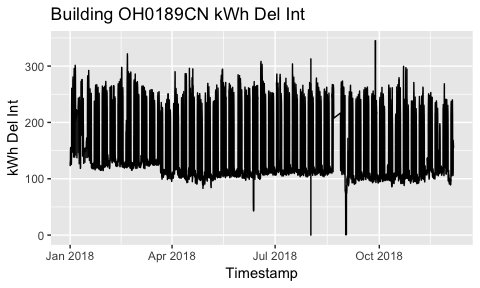 Building OH0189CN kWh Del Int
kWh Del Int
300
200
100
0
Jan 2018
Apr 2018
Jul 2018
Oct 2018
Timestamp